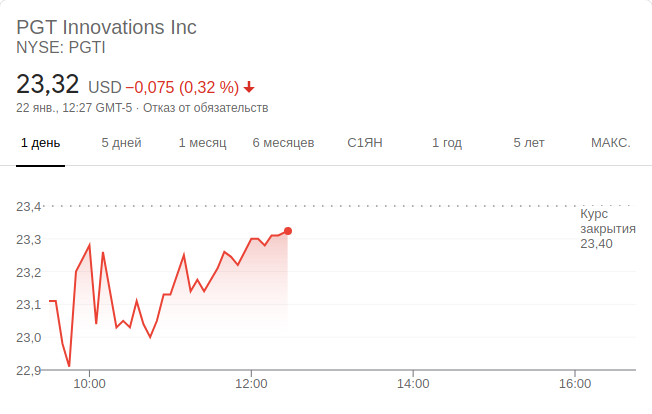 PGT Innovations Inc
NYSE: PGTI
23,32 USD −0,075 (0,32 %)
22 янв., 12:27 GMT-5 · Отказ от обязательств
1 день 5 дней 1 месяц 6 месяцев С1ЯН 1 год 5 лет МАКС.
23,4
Курс
закрытия
23,40
23,3
23,2
23,1
23,0
22,9
10:00 12:00 14:00 16:00